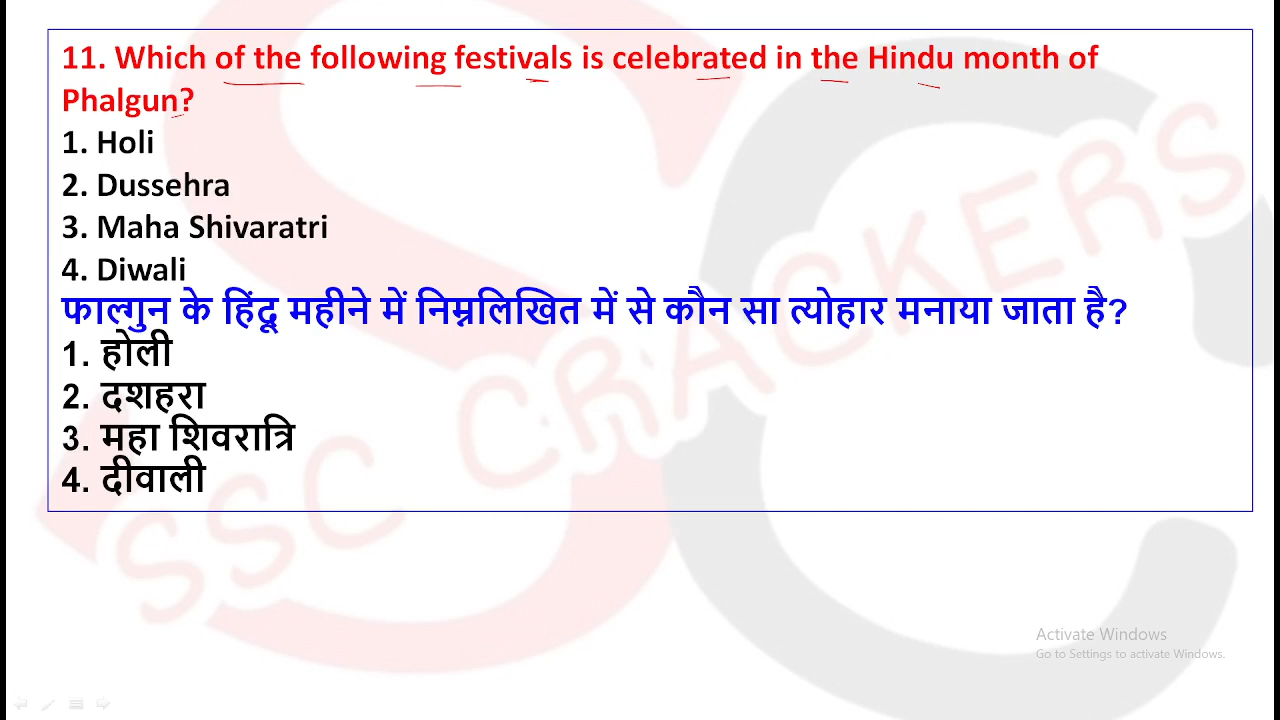 11. Which of the following festivals is celebrated in the Hindu month of
Phalgun?
1. Holi
2. Dussehra
3. Maha Shivaratri
4. Diwali
फाल्गुन के हिंदू महीने में निम्नलिखित में से कौन सा त्योहार मनाया जाता है?
1. होली
2. दशहरा
3. महा शिवरात्रि
4. दीवाली
SSC CRACKERS
Activate Windows
Go to Settings to activate Windows.